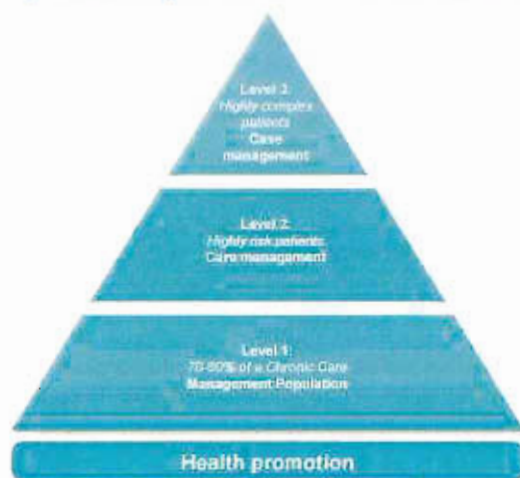 Level 3:
Highly complex
patients
Case
management
Level 2:
Highly risk patients
Care management
Level 1:
70-80% of a Chronic Care
Management Population
Health promotion